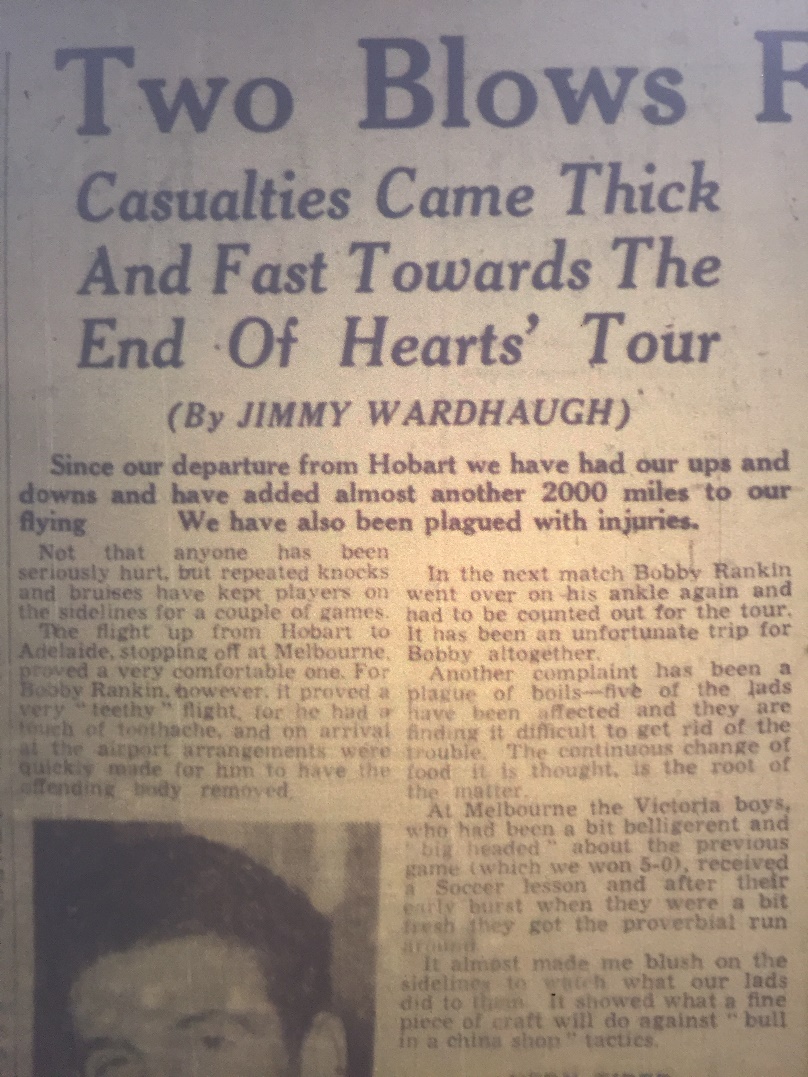 Two Blows F
Casualties Came Thick
And Fast Towards The
End Of Hearts' Tour
(By JIMMY WARDHAUGH)
Since our departure from Hobart we have had our ups and
downs and have added almost another 2000 miles to our
flying We have also been plagued with injuries.
Not that anyone has been
seriously hurt, but repeated knocks
and bruises have kept players on
the sidelines for a couple of games.
The flight up from Hobart to
Adelaide, stopping off at Melbourne,
proved a very comfortable one. For
Bobby Rankin, however, it proved a
very "teethy" flight, for he had a
touch of toothache, and on arrival
at the airport arrangements were
quickly made for him to have the
offending body removed.
In the next match Bobby Rankin
went over on his ankle again and
had to be counted out for the tour.
It has been an unfortunate trip for
Bobby altogether.
Another complaint has been a
plague of boils—five of the lads
have been affected and they are
finding it difficult to get rid of the
trouble. The continuous change of
food it is thought, is the root of
the matter.
At Melbourne the Victoria boys,
who had been a bit belligerent and
"big headed" about the previous
game (which we won 5-0), received
a Soccer lesson and after their
early burst when they were a bit
fresh they got the proverbial run
around.
It almost made me blush on the
sidelines to watch what our lads
did to them. It showed what a fine
piece of craft will do against "bull
in a china shop" tactics.